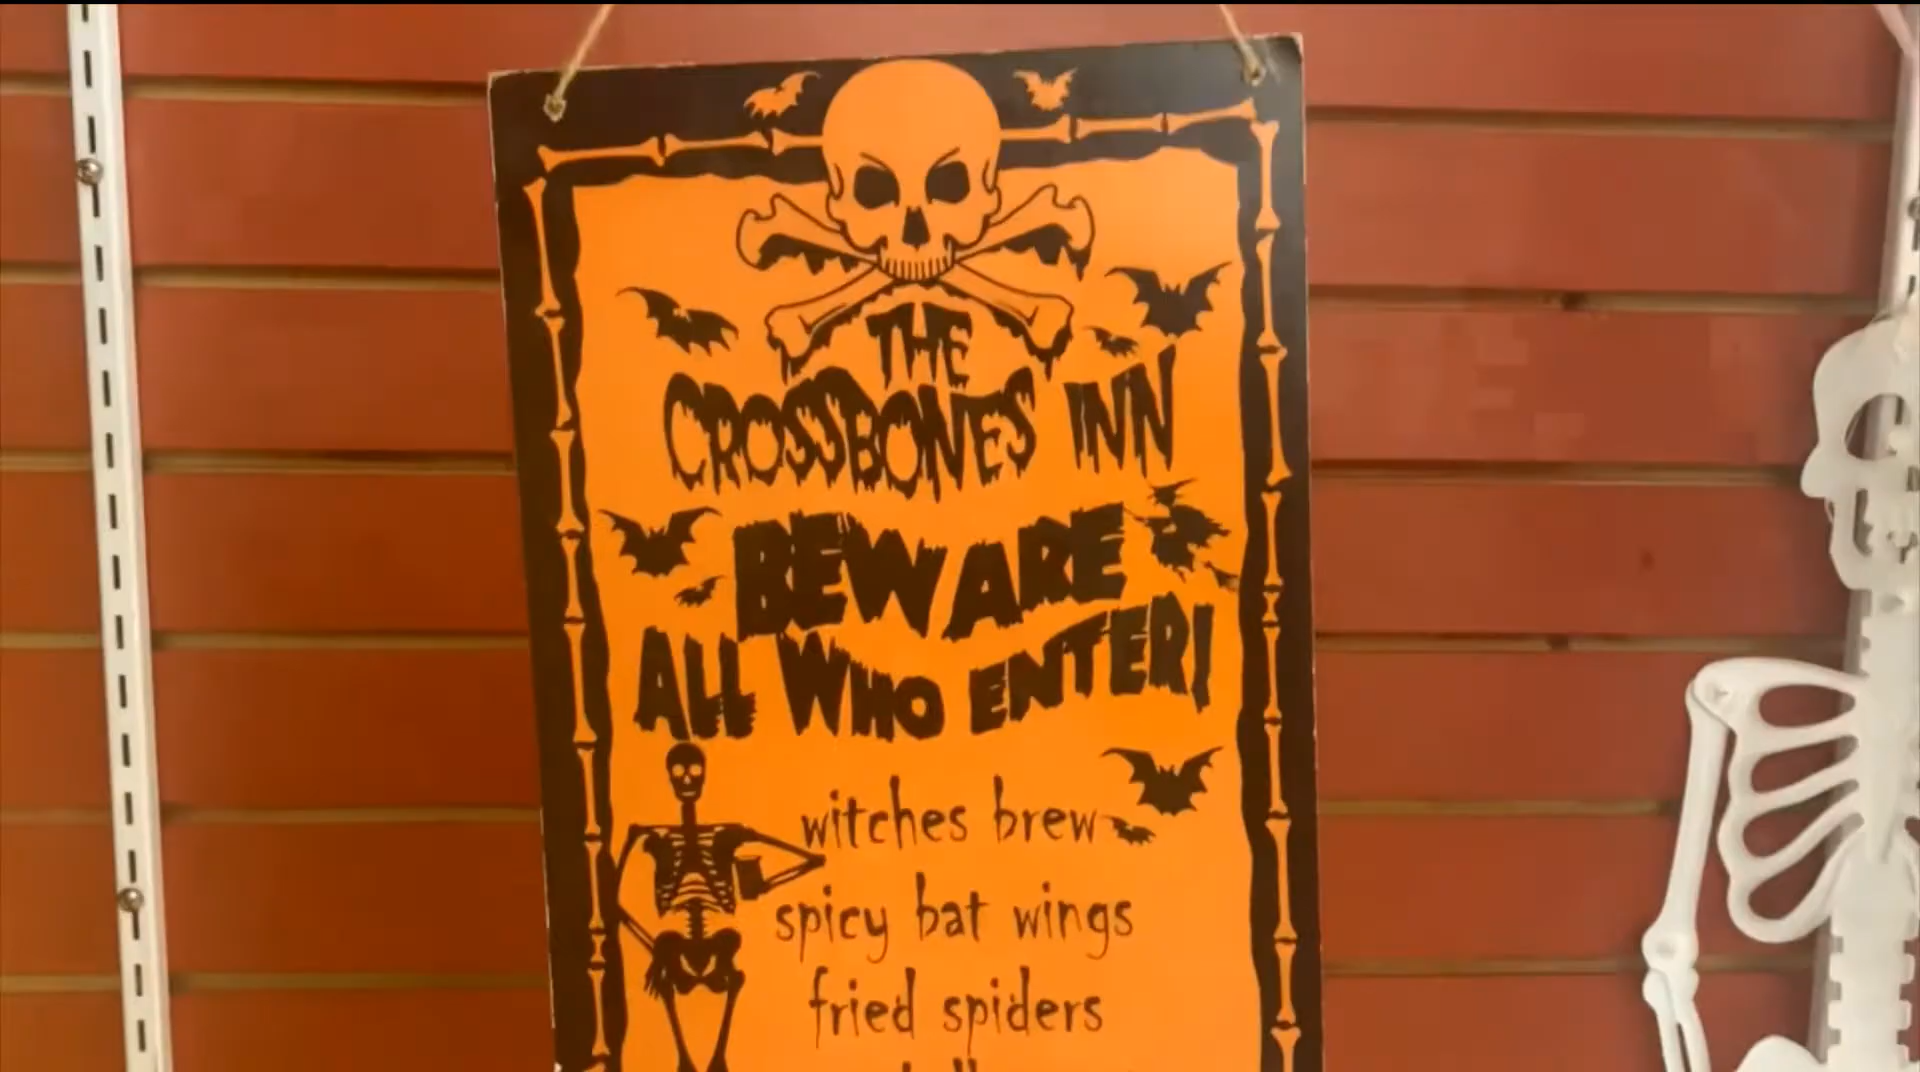 THE
CROSSBONES INN
BEWARE
ALL WHO ENTER!
witches brew
spicy bat wings
fried spiders